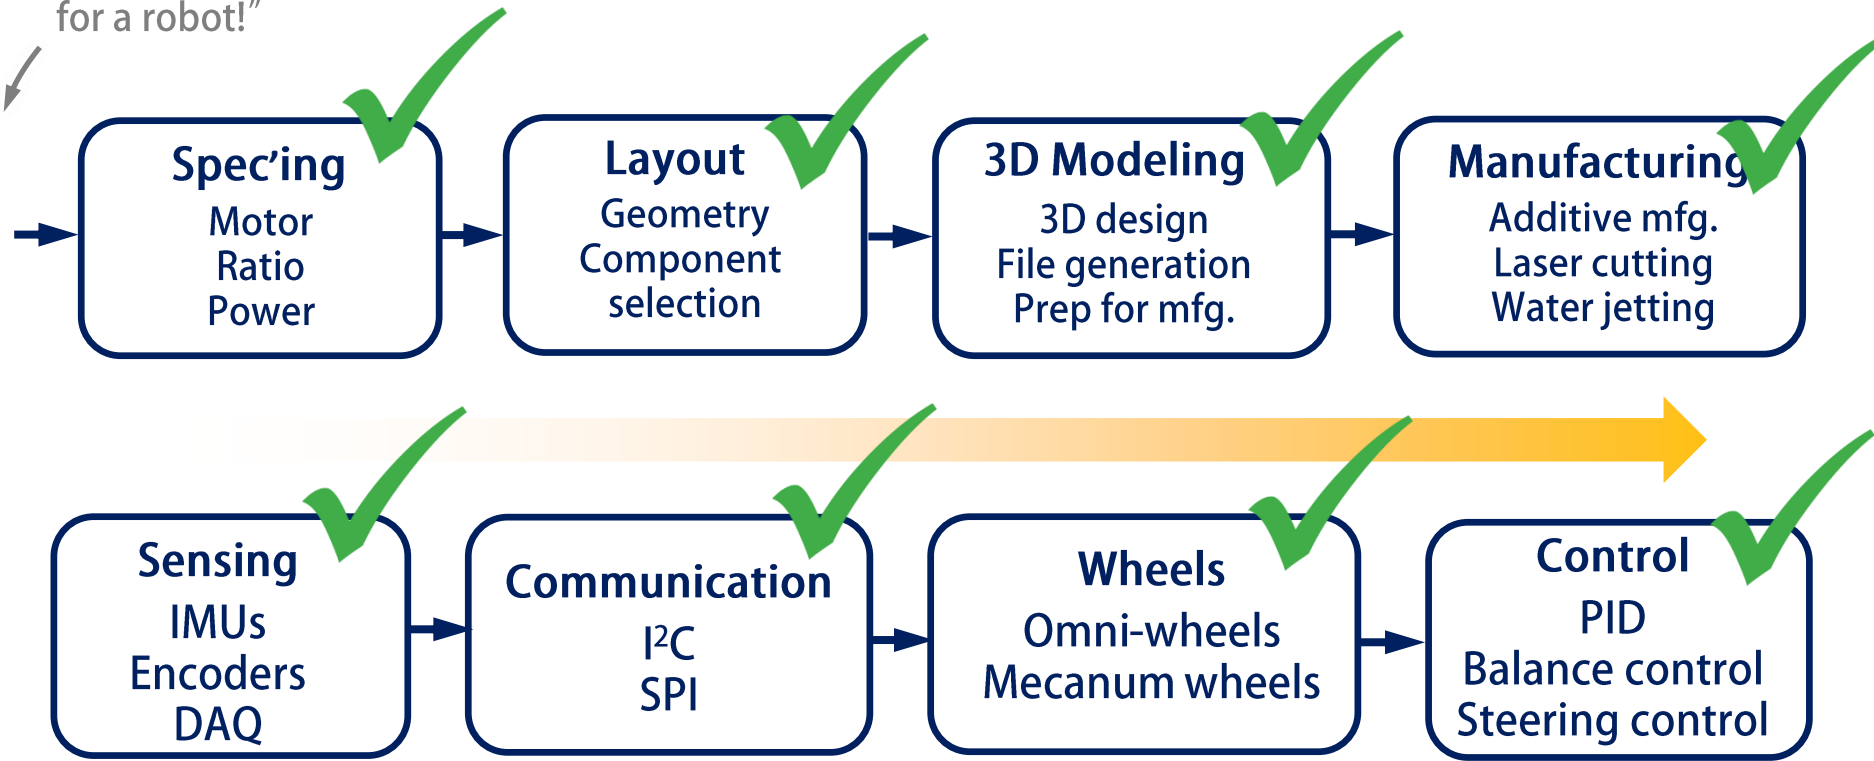 for a robot!”
Spec’ing
Motor
Ratio
Power
Layout
Geometry
Component
selection
3D Modeling
3D design
File generation
Prep for mfg.
Manufacturing
Additive mfg.
Laser cutting
Water jetting
Sensing
IMUs
Encoders
DAQ
Communication
I²C
SPI
Wheels
Omni-wheels
Mecanum wheels
Control
PID
Balance control
Steering control